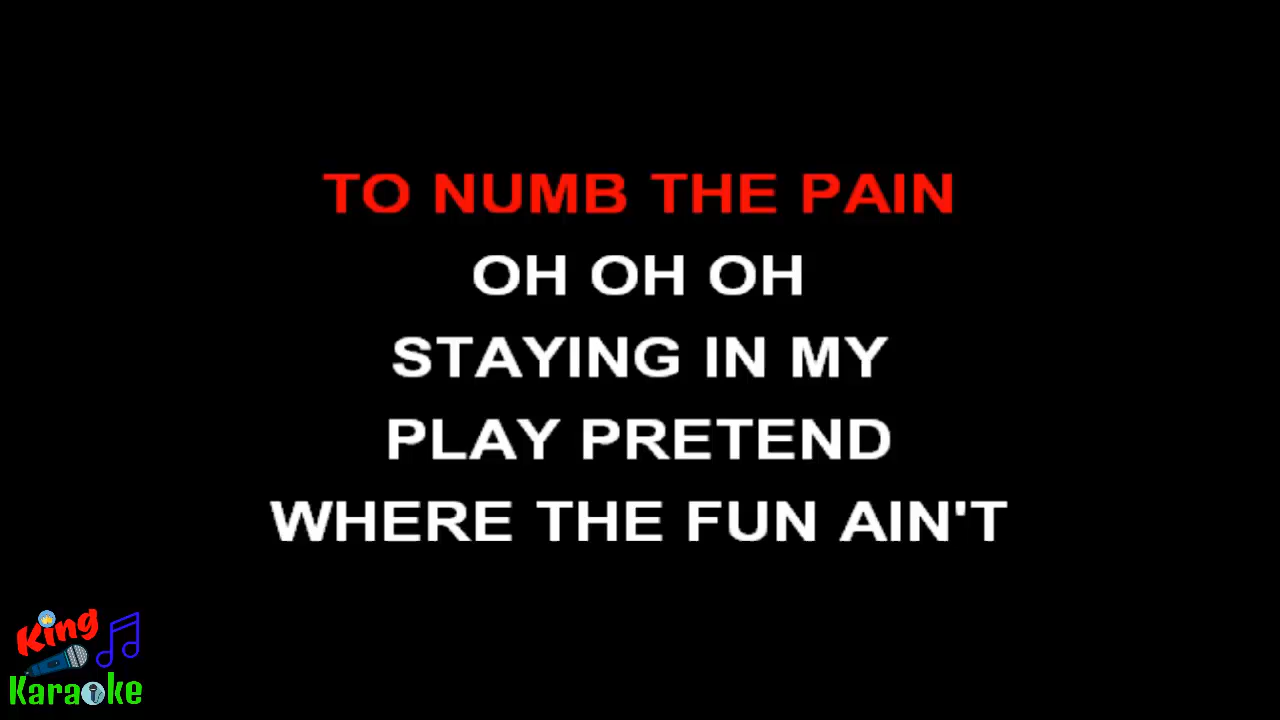 TO NUMB THE PAIN
OH OH OH
STAYING IN MY
PLAY PRETEND
WHERE THE FUN AIN'T
King
Karaoke